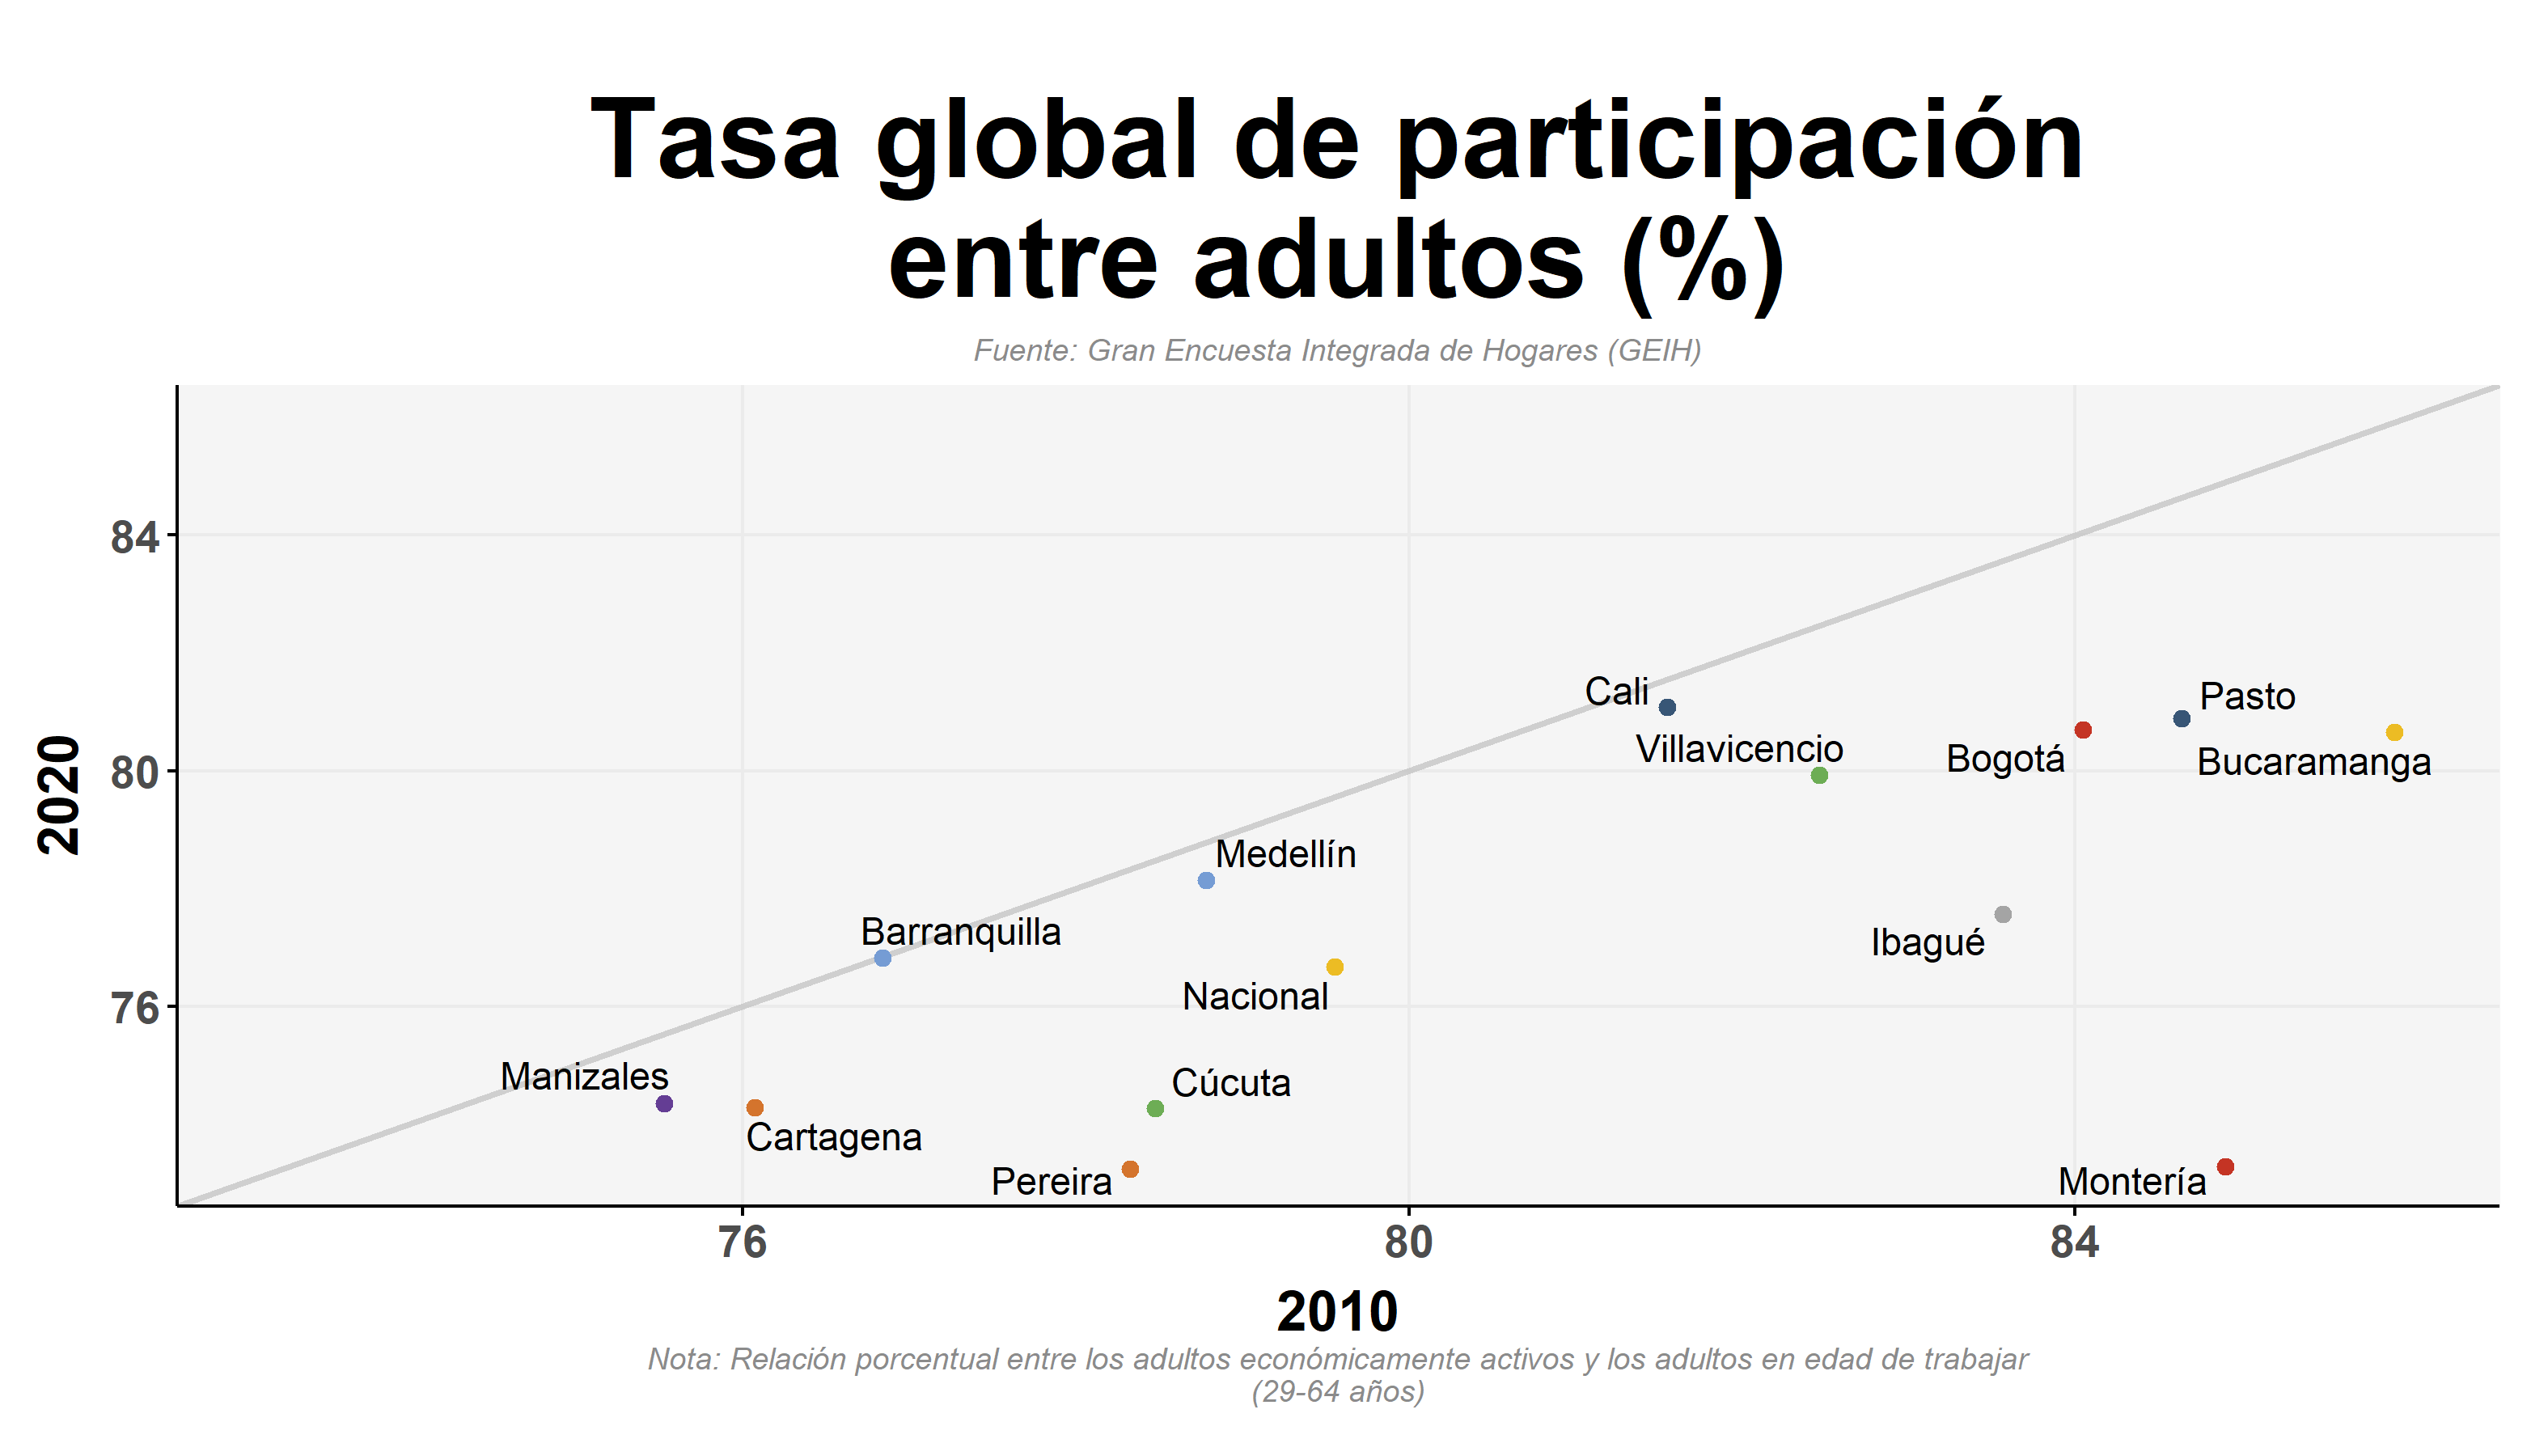 Tasa global de participación
entre adultos (%)
Fuente: Gran Encuesta Integrada de Hogares (GEIH)
84
80
76
2020
Cali
Pasto
Villavicencio
Bogotá
Bucaramanga
Medellín
Barranquilla
Ibagué
Nacional
Manizales
Cúcuta
Cartagena
Pereira
Montería
76
80
84
2010
Nota: Relación porcentual entre los adultos económicamente activos y los adultos en edad de trabajar
(29-64 años)